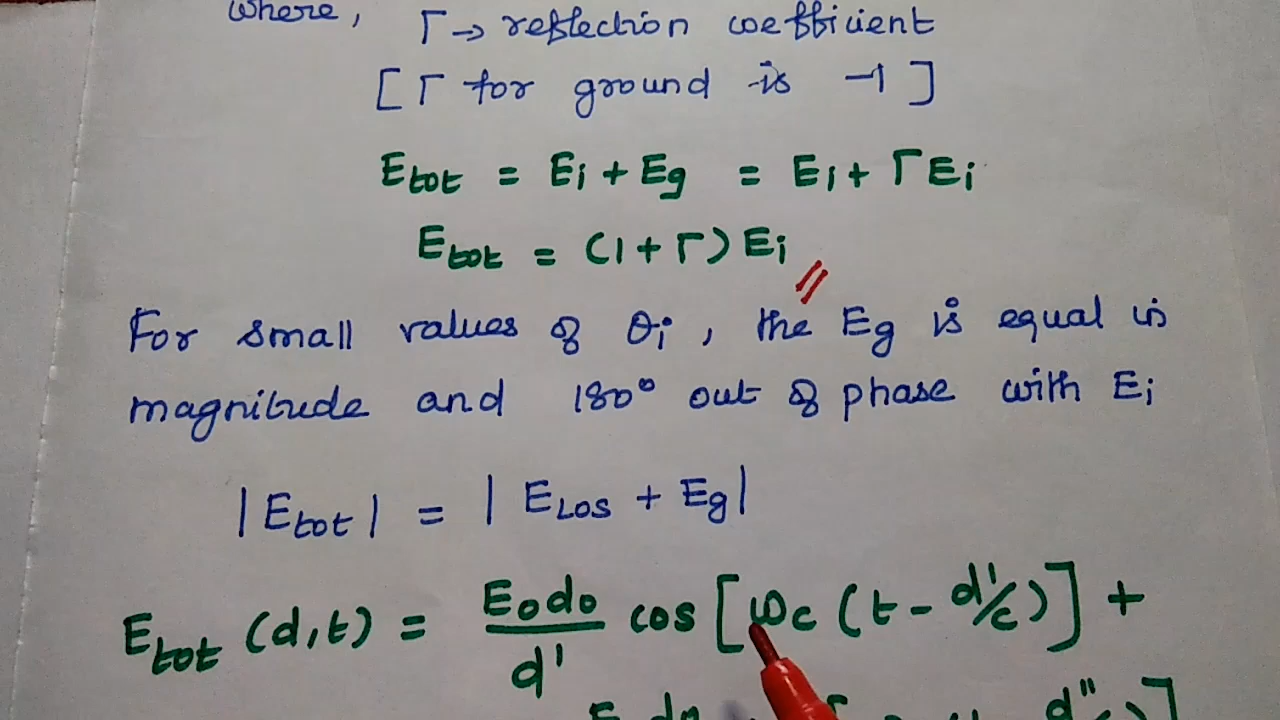 where, Γ → reflection coefficient
[Γ for ground is -1]
Etot = Ei + Eg = Ei + ΓEi
Etot = (1 + Γ) Ei //
For small values of θi, the Eg is equal in
magnitude and 180° out of phase with Ei
|Etot| = |ELOS + Eg|
Etot (d,t) = E0d0/d' cos [ωc (t - d'/c)] +
d"